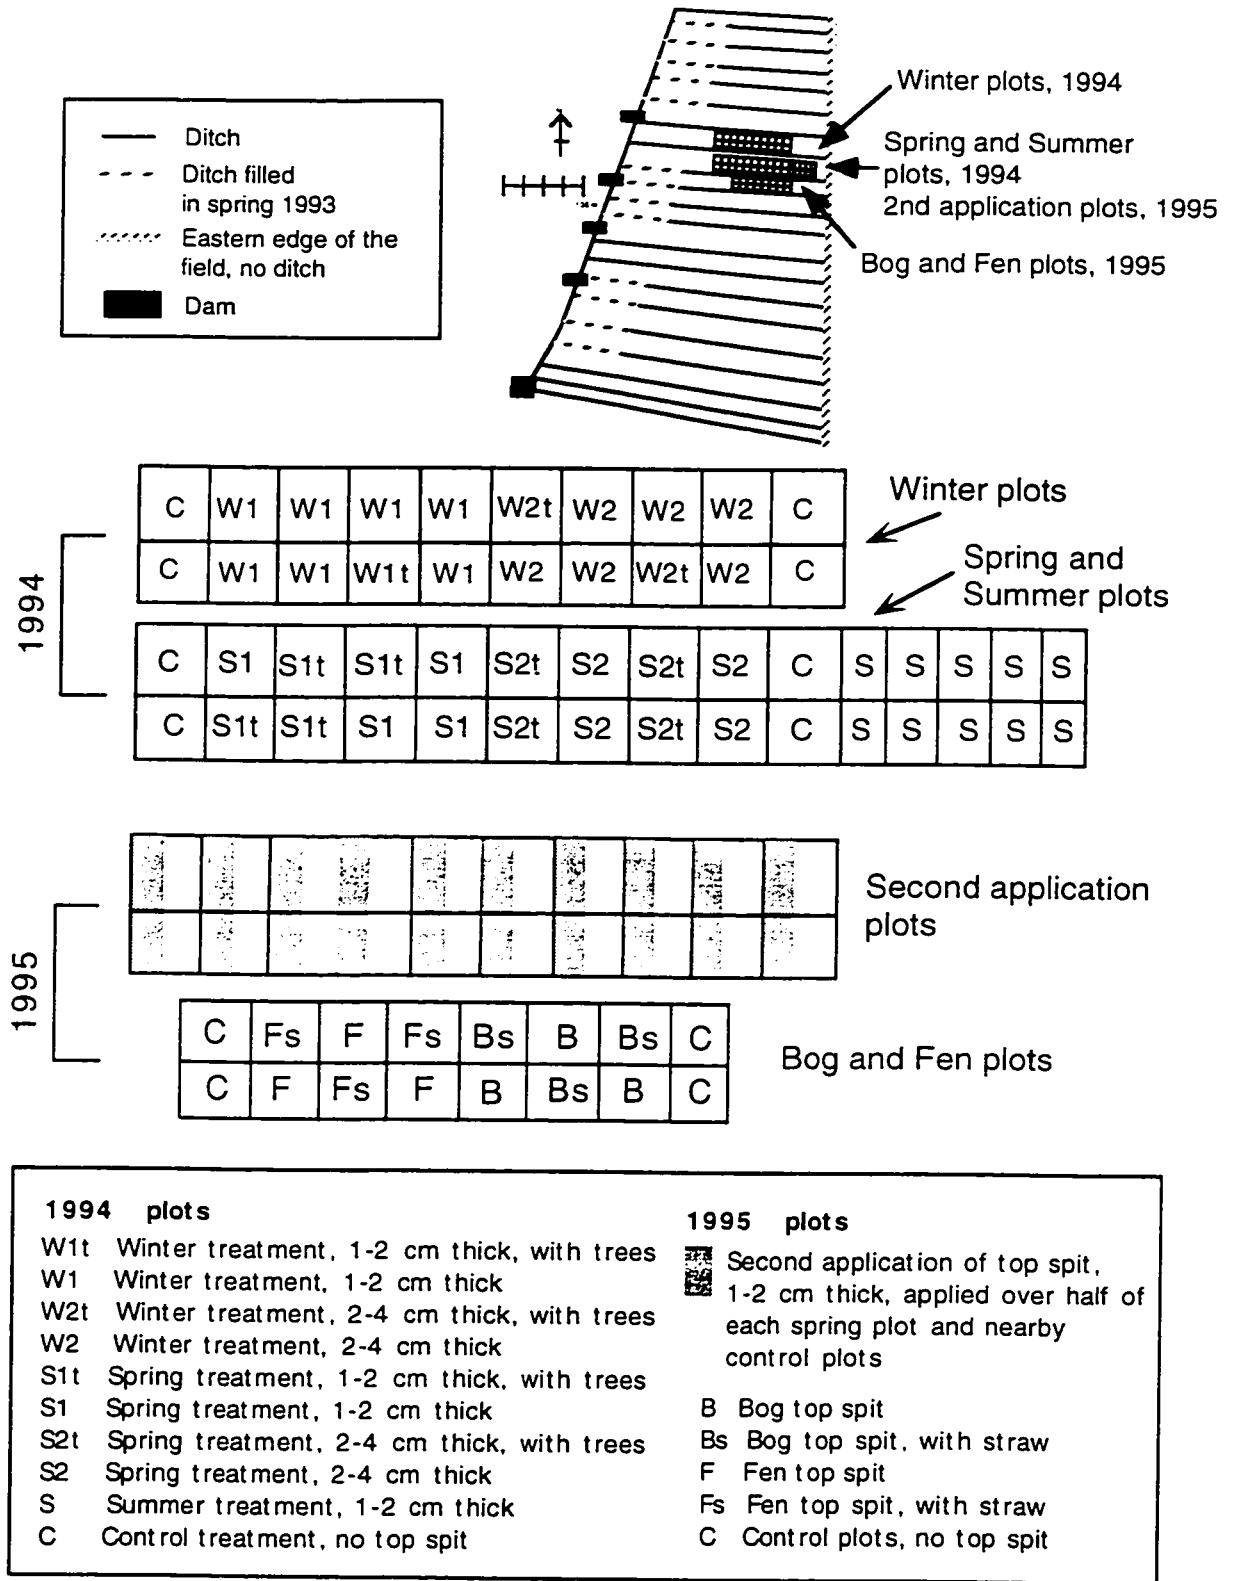 Winter plots, 1994
Spring and Summer
plots, 1994
2nd application plots, 1995
Bog and Fen plots, 1995
Ditch
Ditch filled
in spring 1993
Eastern edge of the
field, no ditch
Dam
1994
C W1 W1 W1 W1 W2t W2 W2 W2 C
C W1 W1 W1t W1 W2 W2 W2t W2 C
Winter plots
Spring and
Summer plots
C S1 S1t S1t S1 S2t S2 S2t S2 C S S S S S
C S1t S1t S1 S1 S2t S2 S2t S2 C S S S S S
1995
Second application
plots
C Fs F Fs Bs B Bs C
C F Fs F B Bs B C
Bog and Fen plots
1994 plots
W1t Winter treatment, 1-2 cm thick, with trees
W1 Winter treatment, 1-2 cm thick
W2t Winter treatment, 2-4 cm thick, with trees
W2 Winter treatment, 2-4 cm thick
S1t Spring treatment, 1-2 cm thick, with trees
S1 Spring treatment, 1-2 cm thick
S2t Spring treatment, 2-4 cm thick, with trees
S2 Spring treatment, 2-4 cm thick
S Summer treatment, 1-2 cm thick
C Control treatment, no top spit
1995 plots
Second application of top spit,
1-2 cm thick, applied over half of
each spring plot and nearby
control plots
B Bog top spit
Bs Bog top spit, with straw
F Fen top spit
Fs Fen top spit, with straw
C Control plots, no top spit